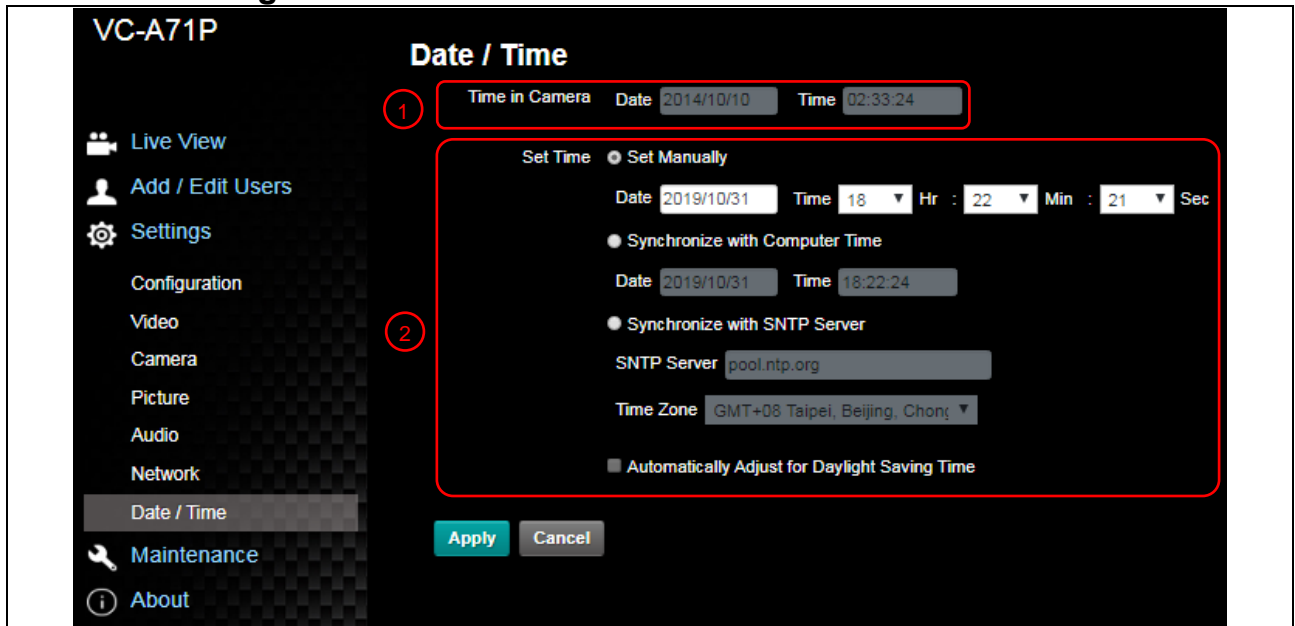 VC-A71P
Date / Time
Time in Camera Date 2014/10/10 Time 02:33:24
1
Live View
Add / Edit Users
Settings
Configuration
Video
Camera
Picture
Audio
Network
Date / Time
Maintenance
About
2
Set Time Set Manually
Date 2019/10/31 Time 18 Hr : 22 Min : 21 Sec
Synchronize with Computer Time
Date 2019/10/31 Time 18:22:24
Synchronize with SNTP Server
SNTP Server pool.ntp.org
Time Zone GMT+08 Taipei, Beijing, Chong
Automatically Adjust for Daylight Saving Time
Apply Cancel